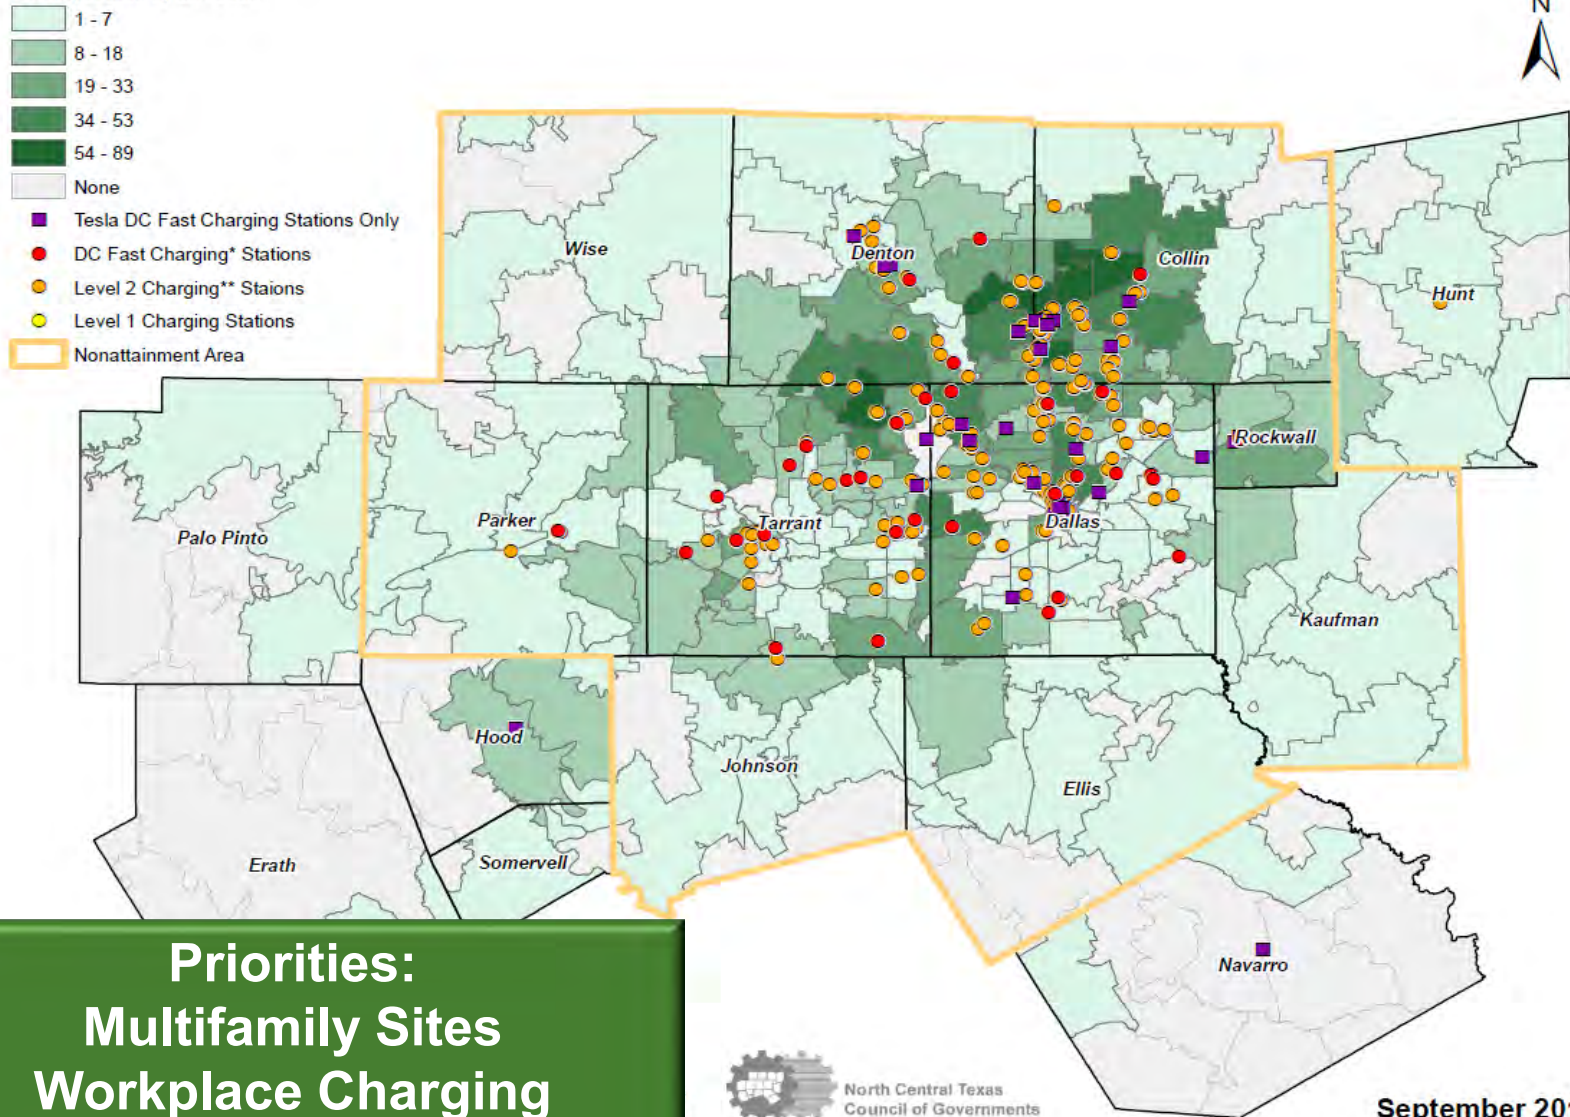 1 - 7
8 - 18
19 - 33
34 - 53
54 - 89
None
Tesla DC Fast Charging Stations Only
DC Fast Charging* Stations
Level 2 Charging** Staions
Level 1 Charging Stations
Nonattainment Area
N
Wise
Denton
Collin
Hunt
Palo Pinto
Parker
Tarrant
Dallas
Rockwall
Kaufman
Hood
Johnson
Ellis
Erath
Somervell
Navarro
Priorities:
Multifamily Sites
Workplace Charging
North Central Texas
Council of Governments
September